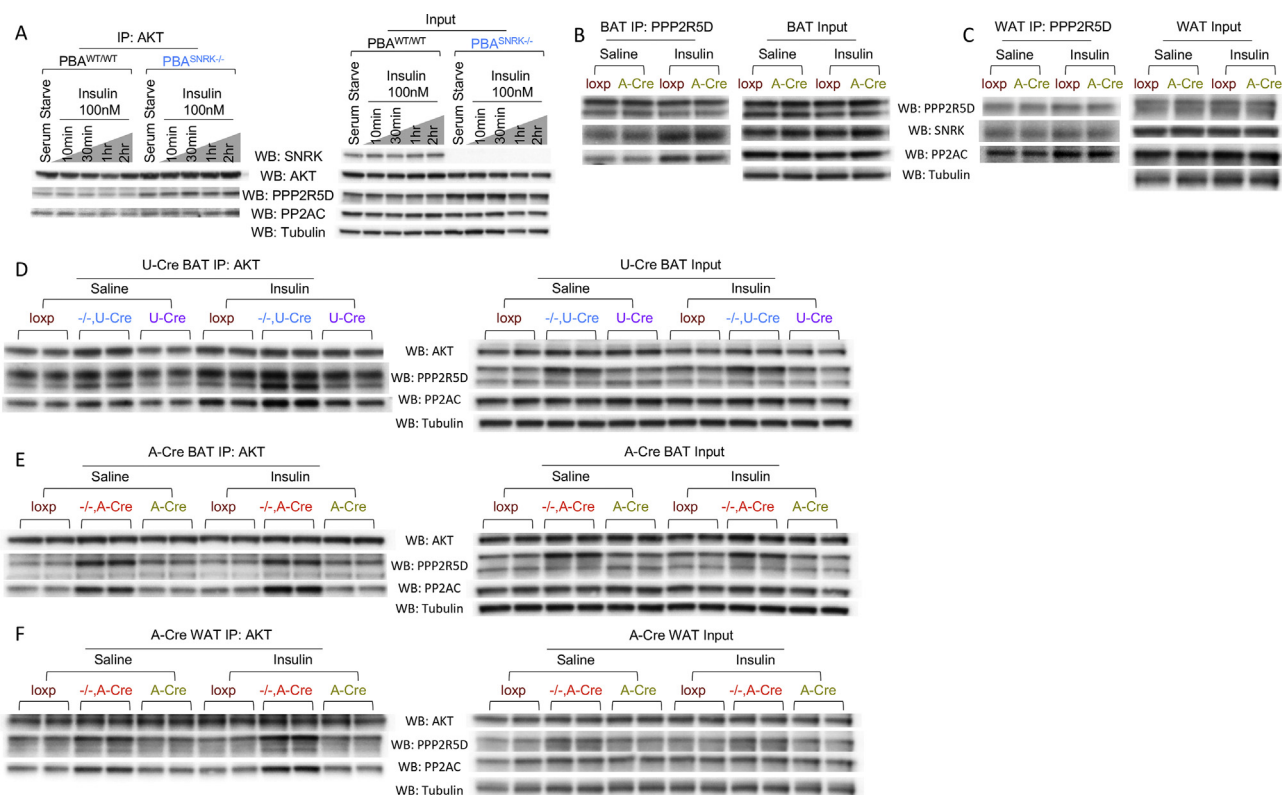 A
IP: AKT
PBAWT/WT PBASNRK-/-
Insulin 100nM Insulin 100nM
Serum Starve 10min 30min 1hr 2hr Serum Starve 10min 30min 1hr 2hr
Input
PBAWT/WT PBASNRK-/-
Insulin 100nM Insulin 100nM
Serum Starve 10min 30min 1hr 2hr Serum Starve 10min 30min 1hr 2hr
WB: SNRK
WB: AKT
WB: PPP2R5D
WB: PP2AC
WB: Tubulin
B
BAT IP: PPP2R5D BAT Input
Saline Insulin Saline Insulin
loxp A-Cre loxp A-Cre loxp A-Cre loxp A-Cre
C
WAT IP: PPP2R5D WAT Input
Saline Insulin Saline Insulin
loxp A-Cre loxp A-Cre loxp A-Cre loxp A-Cre
WB: PPP2R5D
WB: SNRK
WB: PP2AC
WB: Tubulin
D
U-Cre BAT IP: AKT U-Cre BAT Input
Saline Insulin Saline Insulin
loxp -/-,U-Cre U-Cre loxp -/-,U-Cre U-Cre loxp -/-,U-Cre U-Cre loxp -/-,U-Cre U-Cre
WB: AKT
WB: PPP2R5D
WB: PP2AC
WB: Tubulin
E
A-Cre BAT IP: AKT A-Cre BAT Input
Saline Insulin Saline Insulin
loxp -/-,A-Cre A-Cre loxp -/-,A-Cre A-Cre loxp -/-,A-Cre A-Cre loxp -/-,A-Cre A-Cre
WB: AKT
WB: PPP2R5D
WB: PP2AC
WB: Tubulin
F
A-Cre WAT IP: AKT A-Cre WAT Input
Saline Insulin Saline Insulin
loxp -/-,A-Cre A-Cre loxp -/-,A-Cre A-Cre loxp -/-,A-Cre A-Cre loxp -/-,A-Cre A-Cre
WB: AKT
WB: PPP2R5D
WB: PP2AC
WB: Tubulin